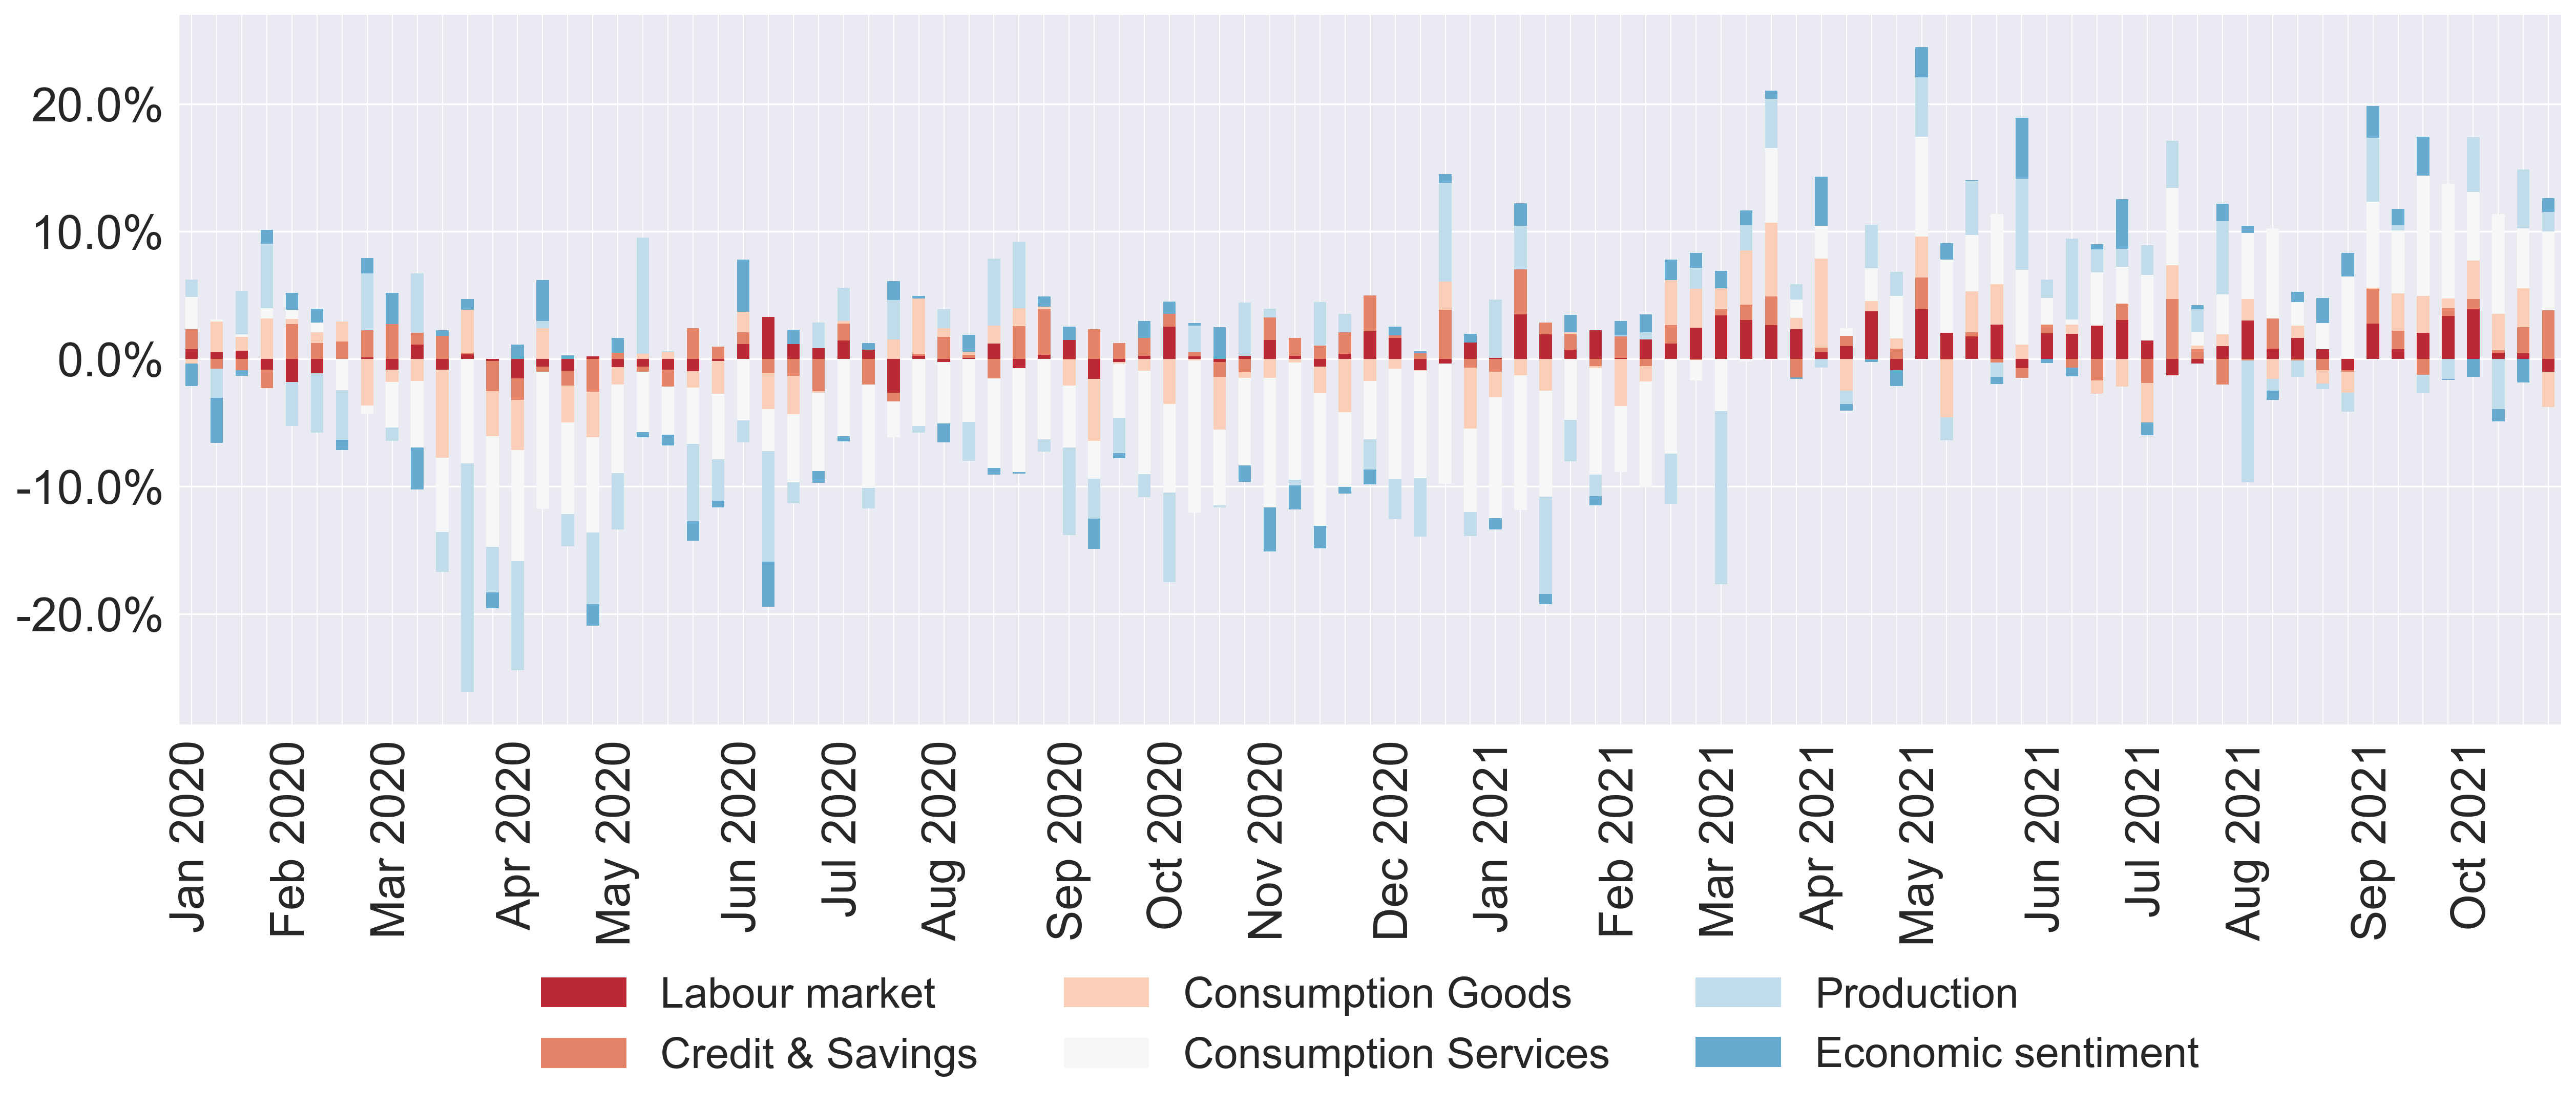 20.0%
10.0%
0.0%
-10.0%
-20.0%
Jan 2020
Feb 2020
Mar 2020
Apr 2020
May 2020
Jun 2020
Jul 2020
Aug 2020
Sep 2020
Oct 2020
Nov 2020
Dec 2020
Jan 2021
Feb 2021
Mar 2021
Apr 2021
May 2021
Jun 2021
Jul 2021
Aug 2021
Sep 2021
Oct 2021
Labour market
Consumption Goods
Production
Credit & Savings
Consumption Services
Economic sentiment